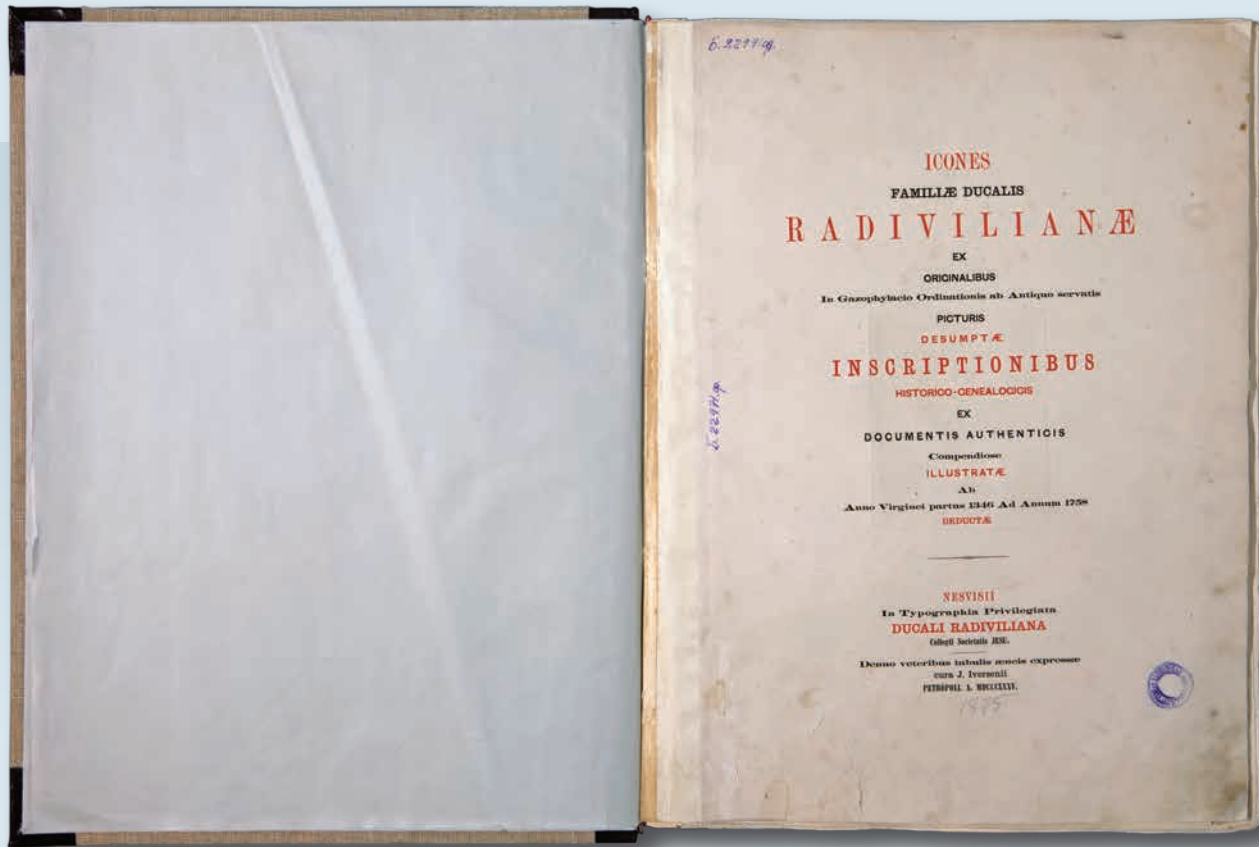 ICONES
FAMILIÆ DUCALIS
RADIVILIANÆ
EX
ORIGINALIBUS
In Gazophylacio Ordinationis ab Antiquo servatis
PICTURIS
DESUMPTÆ
INSCRIPTIONIBUS
HISTORICO-GENEALOGICIS
EX
DOCUMENTIS AUTHENTICIS
Compendiose
ILLUSTRATÆ
Ab
Anno Virginei partus 1346 Ad Annum 1758
DEDUCTÆ
NESVISII
In Typographia Privilegiata
DUCALI RADIVILIANA
Collegii Societatis JESU.
Denuo veteribus tabulis æneis expressæ
cura J. Iversenii
PETROPOLI A. MDCCCLXXV.
1875